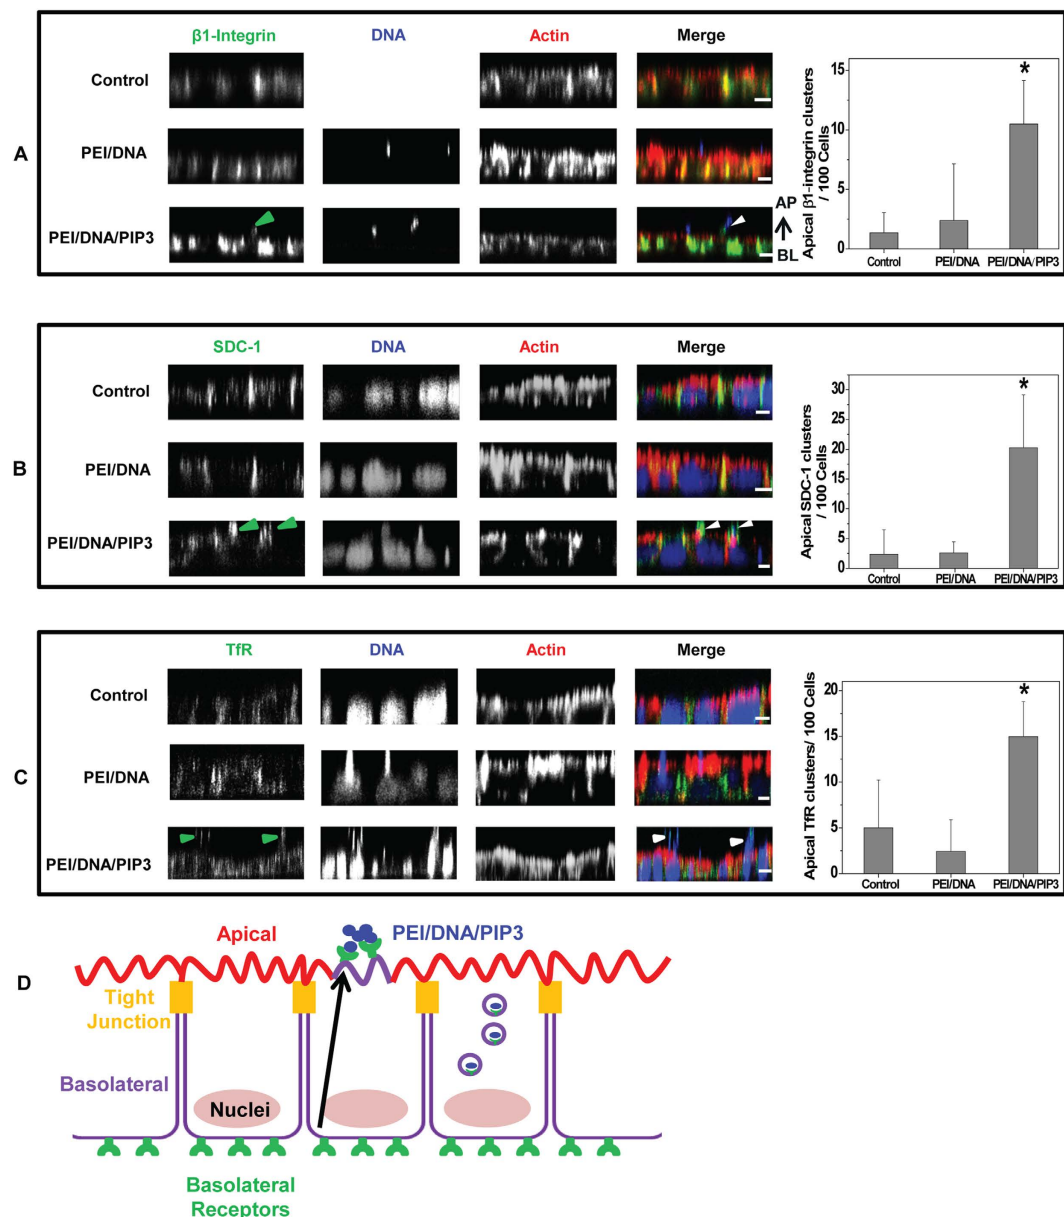 A
β1-Integrin DNA Actin Merge
Control
PEI/DNA
PEI/DNA/PIP3
AP
BL
Apical β1-integrin clusters
/ 100 Cells
15
10
5
0
*
Control PEI/DNA PEI/DNA/PIP3
B
SDC-1 DNA Actin Merge
Control
PEI/DNA
PEI/DNA/PIP3
Apical SDC-1 clusters
/ 100 Cells
30
25
20
15
10
5
0
*
Control PEI/DNA PEI/DNA/PIP3
C
TfR DNA Actin Merge
Control
PEI/DNA
PEI/DNA/PIP3
Apical TfR clusters/ 100 Cells
20
15
10
5
0
*
Control PEI/DNA PEI/DNA/PIP3
D
Apical PEI/DNA/PIP3
Tight
Junction
Basolateral
Nuclei
Basolateral
Receptors